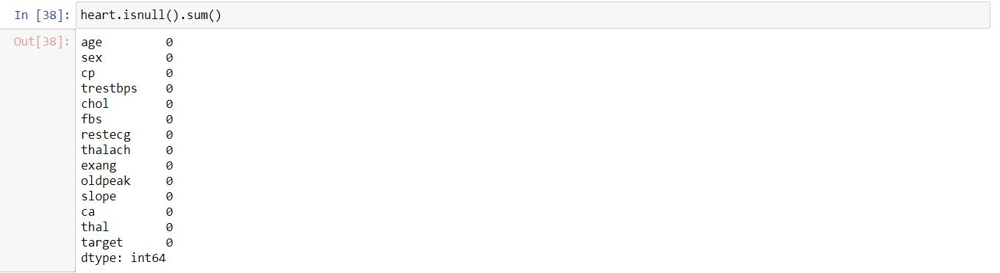 In [38]: heart.isnull().sum()
Out[38]: age 0
sex 0
cp 0
trestbps 0
chol 0
fbs 0
restecg 0
thalach 0
exang 0
oldpeak 0
slope 0
ca 0
thal 0
target 0
dtype: int64